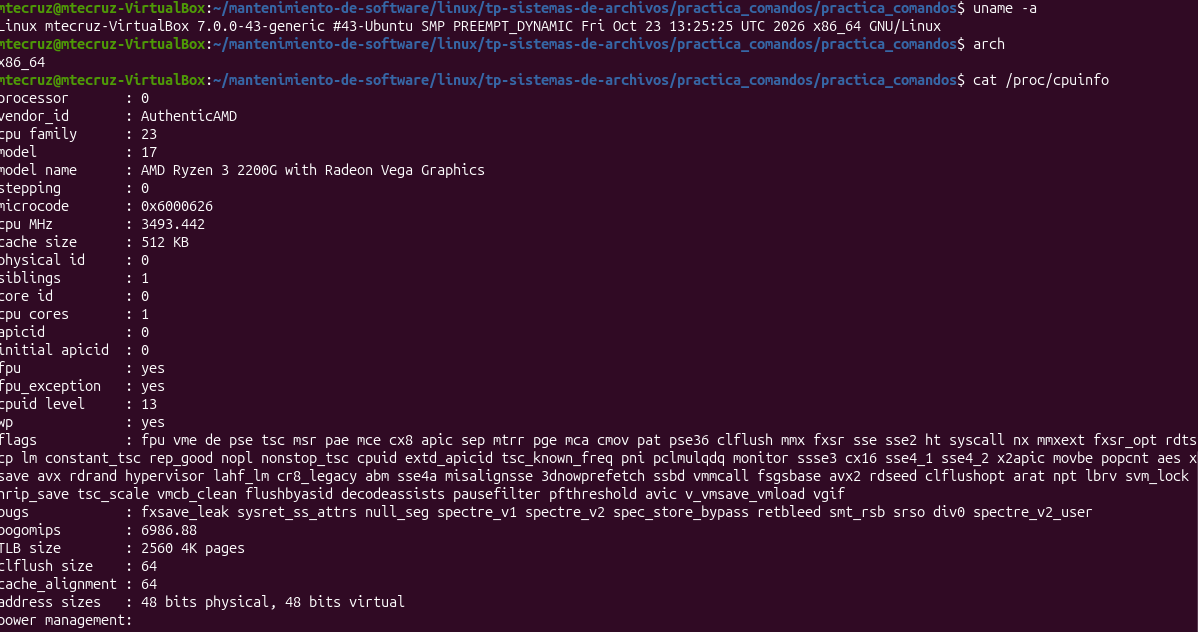 mtecruz@mtecruz-VirtualBox:~/mantenimiento-de-software/linux/tp-sistemas-de-archivos/practica_comandos/practica_comandos$ uname -a
Linux mtecruz-VirtualBox 7.0.0-43-generic #43-Ubuntu SMP PREEMPT_DYNAMIC Fri Oct 23 13:25:25 UTC 2026 x86_64 GNU/Linux
mtecruz@mtecruz-VirtualBox:~/mantenimiento-de-software/linux/tp-sistemas-de-archivos/practica_comandos/practica_comandos$ arch
x86_64
mtecruz@mtecruz-VirtualBox:~/mantenimiento-de-software/linux/tp-sistemas-de-archivos/practica_comandos/practica_comandos$ cat /proc/cpuinfo
processor       : 0
vendor_id       : AuthenticAMD
cpu family      : 23
model           : 17
model name      : AMD Ryzen 3 2200G with Radeon Vega Graphics
stepping        : 0
microcode       : 0x6000626
cpu MHz         : 3493.442
cache size      : 512 KB
physical id     : 0
siblings        : 1
core id         : 0
cpu cores       : 1
apicid          : 0
initial apicid  : 0
fpu             : yes
fpu_exception   : yes
cpuid level     : 13
wp              : yes
flags           : fpu vme de pse tsc msr pae mce cx8 apic sep mtrr pge mca cmov pat pse36 clflush mmx fxsr sse sse2 ht syscall nx mmxext fxsr_opt rdts
cp lm constant_tsc rep_good nopl nonstop_tsc cpuid extd_apicid tsc_known_freq pni pclmulqdq monitor ssse3 cx16 sse4_1 sse4_2 x2apic movbe popcnt aes x
save avx rdrand hypervisor lahf_lm cr8_legacy abm sse4a misalignsse 3dnowprefetch ssbd vmmcall fsgsbase avx2 rdseed clflushopt arat npt lbrv svm_lock
nrip_save tsc_scale vmcb_clean flushbyasid decodeassists pausefilter pfthreshold avic v_vmsave_vmload vgif
bugs            : fxsave_leak sysret_ss_attrs null_seg spectre_v1 spectre_v2 spec_store_bypass retbleed smt_rsb srso div0 spectre_v2_user
bogomips        : 6986.88
TLB size        : 2560 4K pages
clflush size    : 64
cache_alignment : 64
address sizes   : 48 bits physical, 48 bits virtual
power management: